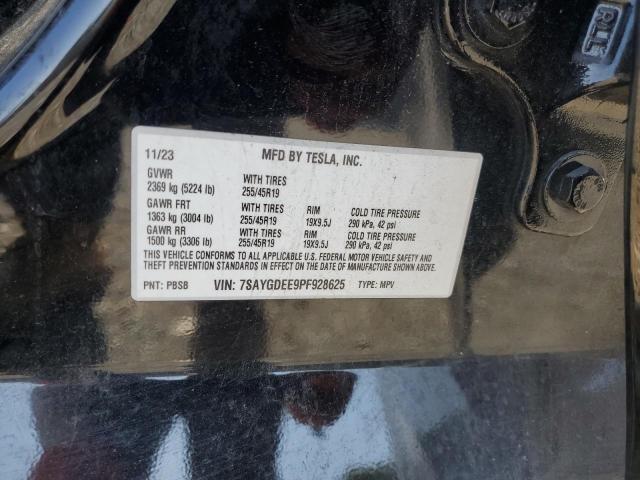 RLL5
11/23 MFD BY TESLA, INC.
GVWR
2369 kg (5224 lb) WITH TIRES 255/45R19
GAWR FRT WITH TIRES RIM COLD TIRE PRESSURE
1363 kg (3004 lb) 255/45R19 19X9.5J 290 kPa, 42 psi
GAWR RR WITH TIRES RIM COLD TIRE PRESSURE
1500 kg (3306 lb) 255/45R19 19X9.5J 290 kPa, 42 psi
THIS VEHICLE CONFORMS TO ALL APPLICABLE U.S. FEDERAL MOTOR VEHICLE SAFETY AND
THEFT PREVENTION STANDARDS IN EFFECT ON THE DATE OF MANUFACTURE SHOWN ABOVE.
PNT: PBSB VIN: 7SAYGDEE9PF928625 TYPE: MPV